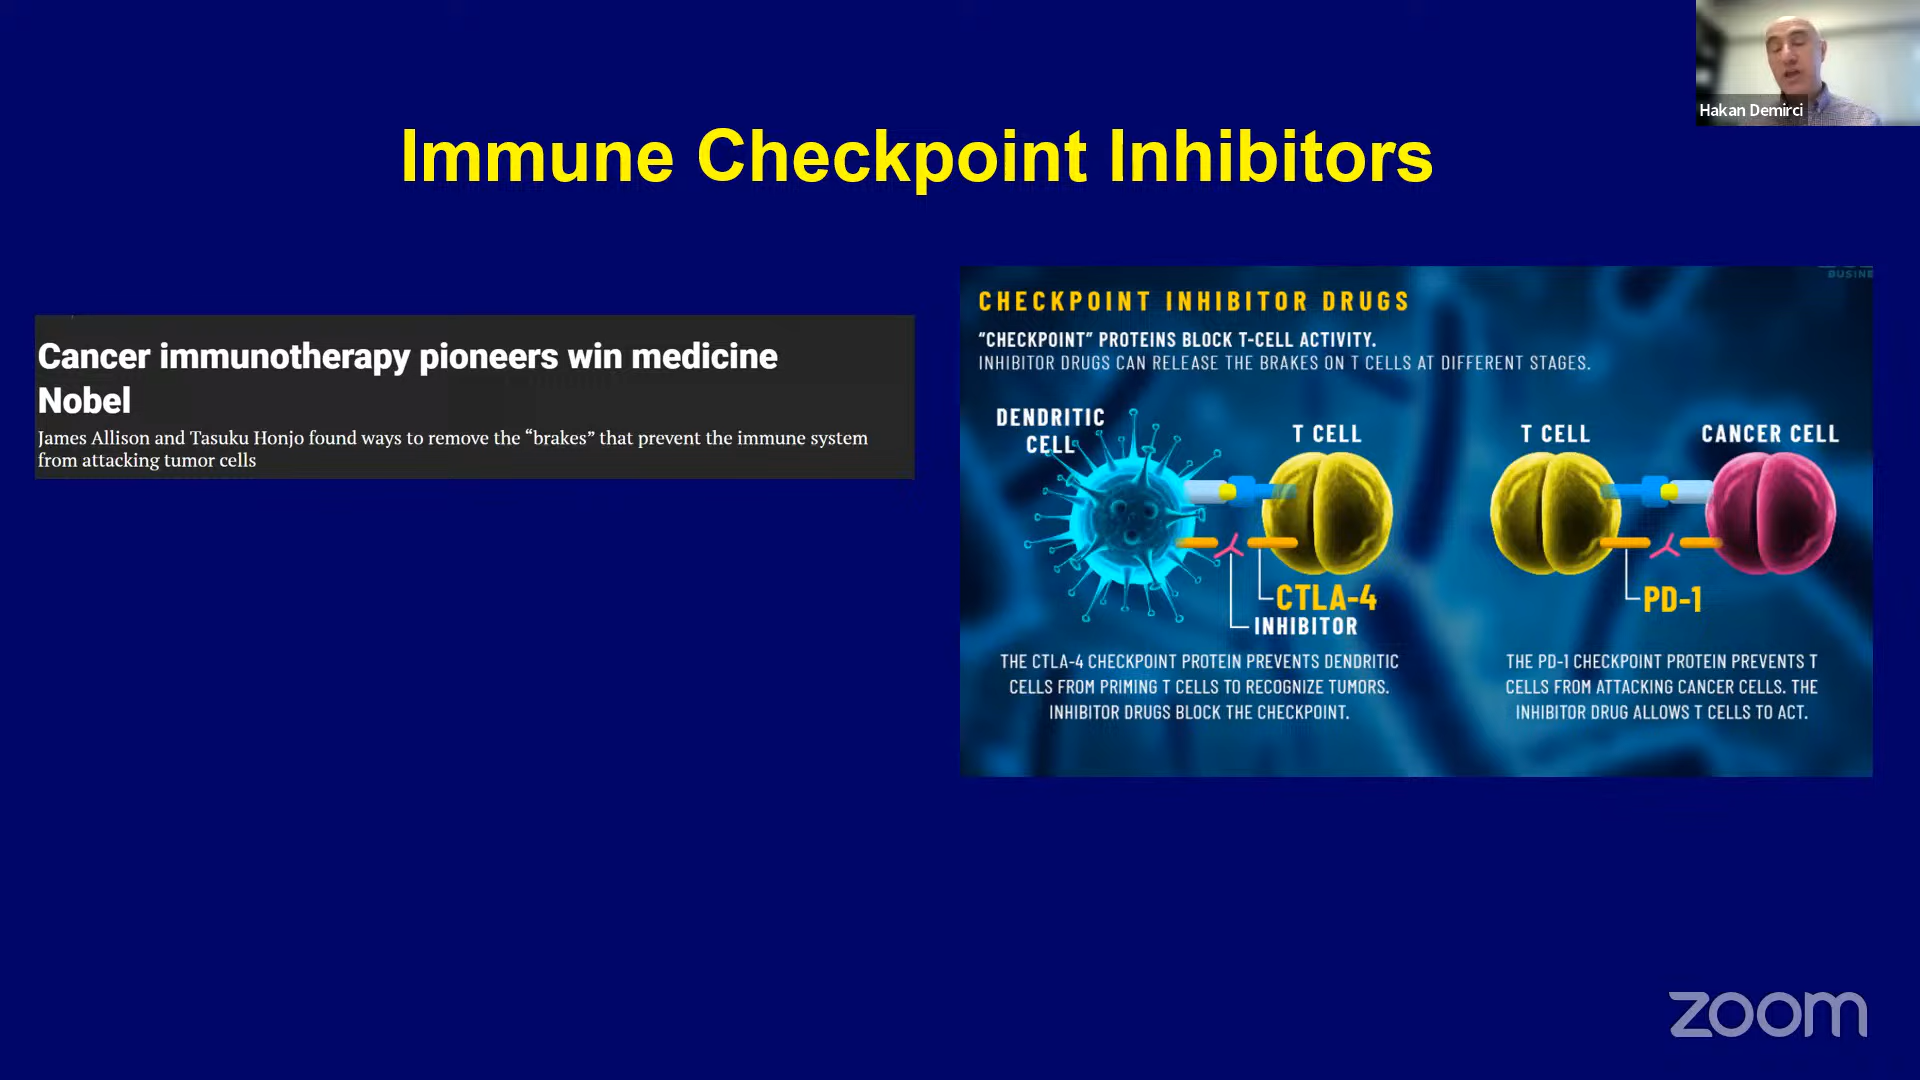 Hakan Demirci
Immune Checkpoint Inhibitors
Cancer immunotherapy pioneers win medicine
Nobel
James Allison and Tasuku Honjo found ways to remove the “brakes” that prevent the immune system
from attacking tumor cells
BUSINE
CHECKPOINT INHIBITOR DRUGS
“CHECKPOINT” PROTEINS BLOCK T-CELL ACTIVITY.
INHIBITOR DRUGS CAN RELEASE THE BRAKES ON T CELLS AT DIFFERENT STAGES.
DENDRITIC
CELL
T CELL
CTLA-4
INHIBITOR
THE CTLA-4 CHECKPOINT PROTEIN PREVENTS DENDRITIC
CELLS FROM PRIMING T CELLS TO RECOGNIZE TUMORS.
INHIBITOR DRUGS BLOCK THE CHECKPOINT.
T CELL
CANCER CELL
PD-1
THE PD-1 CHECKPOINT PROTEIN PREVENTS T
CELLS FROM ATTACKING CANCER CELLS. THE
INHIBITOR DRUG ALLOWS T CELLS TO ACT.
zoom